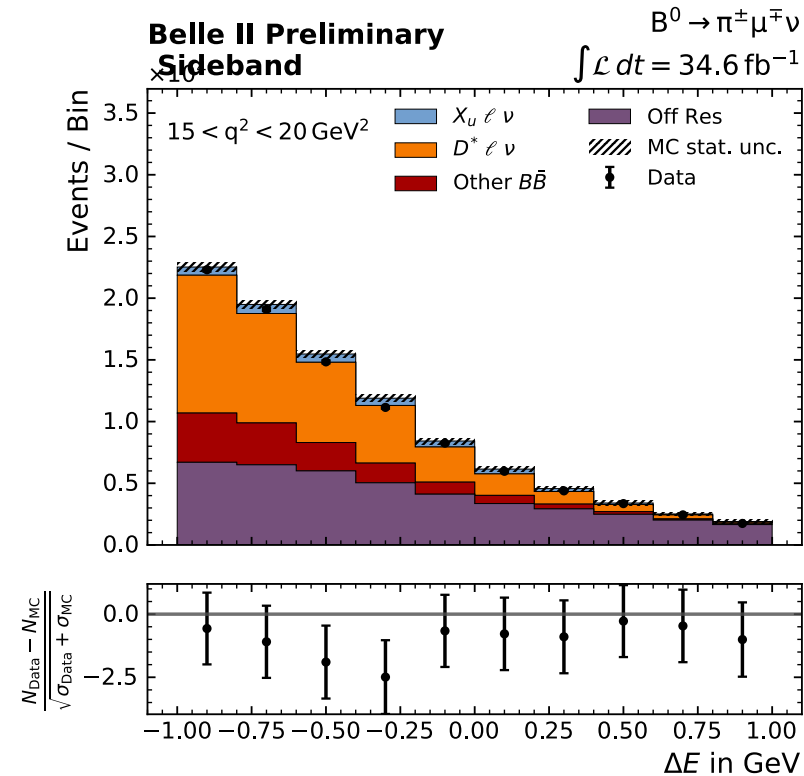 Belle II Preliminary
Sideband
B⁰ → π±μ∓ν
∫ℒ dt = 34.6 fb⁻¹
15 < q² < 20 GeV²
X_u ℓ ν
D* ℓ ν
Other BB̄
Off Res
MC stat. unc.
Data
Events / Bin
3.5
3.0
2.5
2.0
1.5
1.0
0.5
0.0
(N_Data − N_MC) / √(σ_Data + σ_MC)
0.0
−2.5
−1.00 −0.75 −0.50 −0.25 0.00 0.25 0.50 0.75 1.00
ΔE in GeV